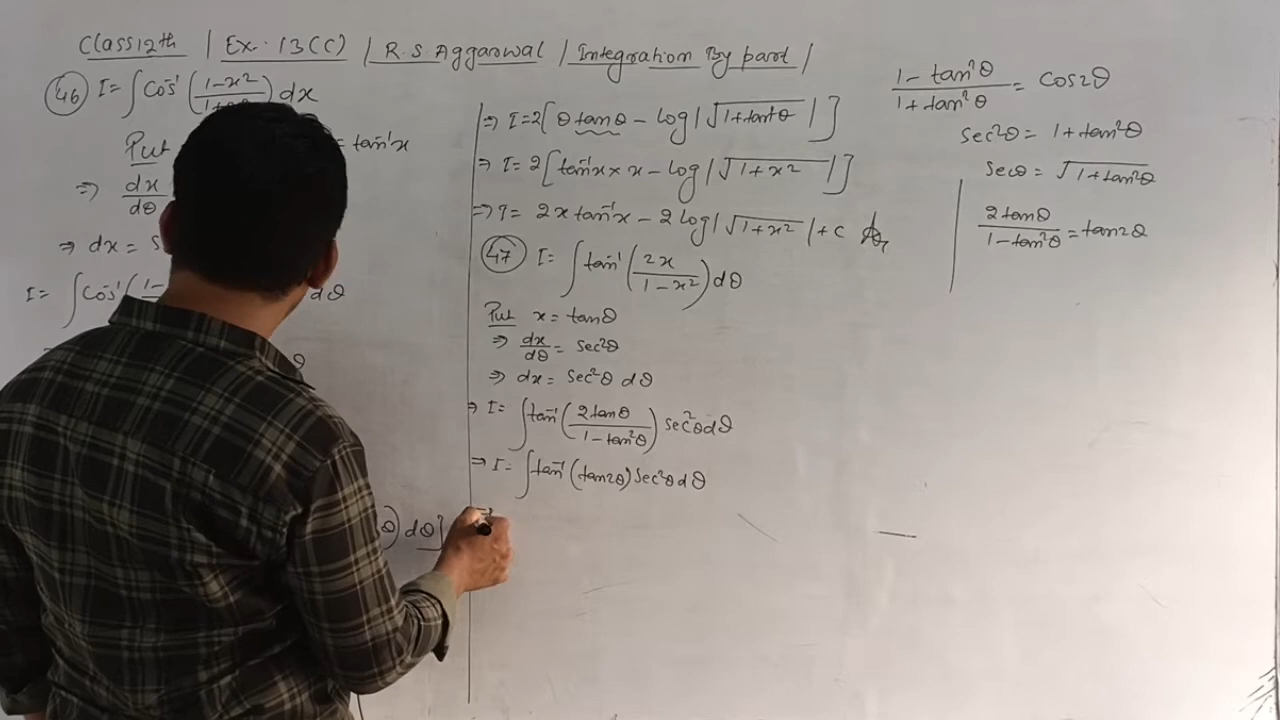 Class 12th | Ex. 13(C) | R.S. Aggarwal | Integration By part |
(46) I = ∫Cos⁻¹((1-x²)/) dx
Put = tan⁻¹x
⇒ dx/dθ
⇒ dx =
I = ∫Cos⁻¹( dθ
θ
θ) dθ]
⇒ I = 2[θ tanθ - log|√(1+tan²θ)|]
⇒ I = 2[tan⁻¹x × x - log|√(1+x²)|]
⇒ I = 2x tan⁻¹x - 2 log|√(1+x²)| + c
(47) I = ∫tan⁻¹(2x/(1-x²)) dθ
Put x = tanθ
⇒ dx/dθ = sec²θ
⇒ dx = sec²θ dθ
⇒ I = ∫tan⁻¹(2tanθ/(1-tan²θ)) sec²θ dθ
⇒ I = ∫tan⁻¹(tan2θ) sec²θ dθ
(1-tan²θ)/(1+tan²θ) = cos2θ
sec²θ = 1+tan²θ
secθ = √(1+tan²θ)
2tanθ/(1-tan²θ) = tan2θ